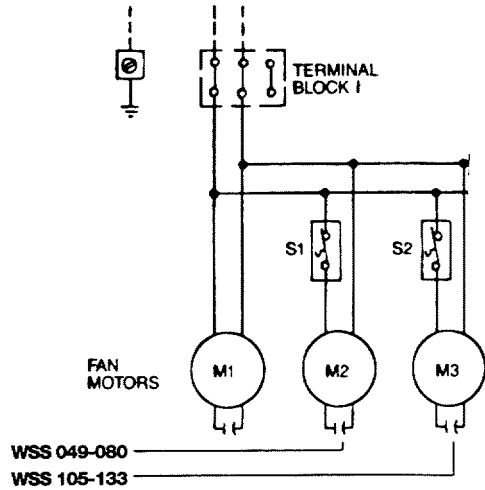 TERMINAL
BLOCK I
S1
S2
FAN
MOTORS
M1
M2
M3
WSS 049-080
WSS 105-133